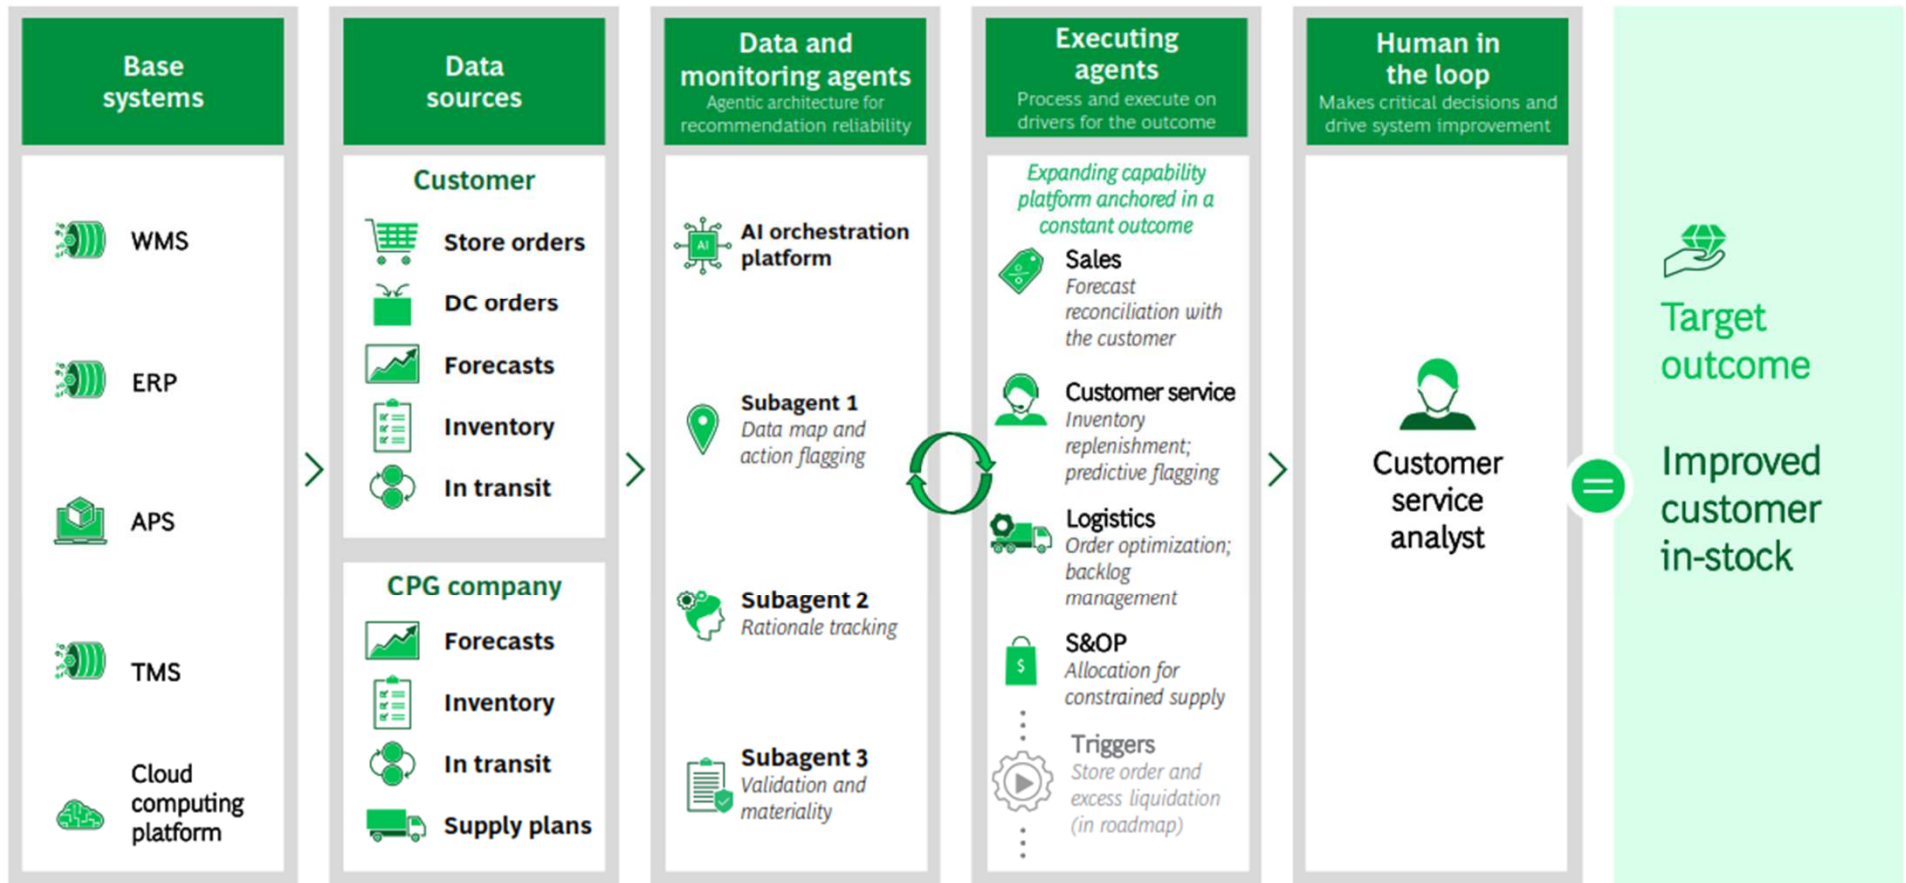 Base
systems
WMS
ERP
APS
TMS
Cloud
computing
platform
Data
sources
Customer
Store orders
DC orders
Forecasts
Inventory
In transit
CPG company
Forecasts
Inventory
In transit
Supply plans
Data and
monitoring agents
Agentic architecture for
recommendation reliability
AI
AI orchestration
platform
Subagent 1
Data map and
action flagging
Subagent 2
Rationale tracking
Subagent 3
Validation and
materiality
Executing
agents
Process and execute on
drivers for the outcome
Expanding capability
platform anchored in a
constant outcome
%
Sales
Forecast
reconciliation with
the customer
Customer service
Inventory
replenishment;
predictive flagging
Logistics
Order optimization;
backlog
management
$
S&OP
Allocation for
constrained supply
Triggers
Store order and
excess liquidation
(in roadmap)
Human in
the loop
Makes critical decisions and
drive system improvement
Customer
service
analyst
=
Target
outcome
Improved
customer
in-stock